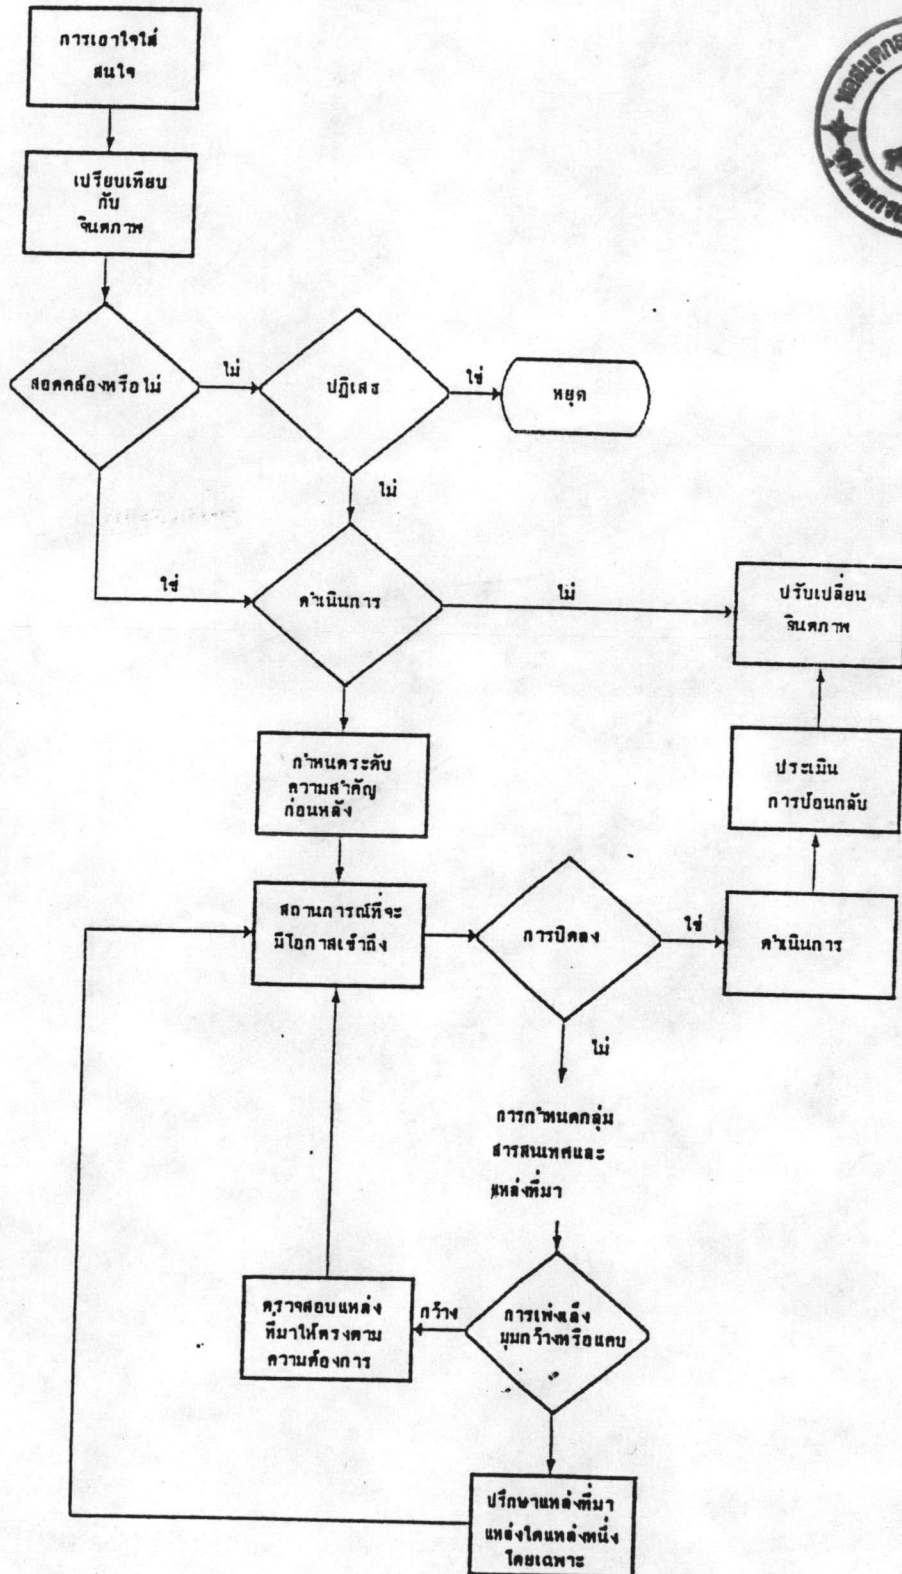 การเอาใจใส่
สนใจ
เปรียบเทียบ
กับ
จินตภาพ
สอดคล้องหรือไม่
ไม่
ปฏิเสธ
ใช่
หยุด
ไม่
ใช่
ดำเนินการ
ไม่
ปรับเปลี่ยน
จินตภาพ
กำหนดระดับ
ความสำคัญ
ก่อนหลัง
ประเมิน
การป้อนกลับ
สถานการณ์ที่จะ
มีโอกาสเข้าถึง
การปิดลง
ใช่
ดำเนินการ
ไม่
การกำหนดกลุ่ม
สารสนเทศและ
แหล่งที่มา
ตรวจสอบแหล่ง
ที่มาให้ตรงตาม
ความต้องการ
กว้าง
การเพ่งเล็ง
มุมกว้างหรือแคบ
ปรึกษาแหล่งที่มา
แหล่งใดแหล่งหนึ่ง
โดยเฉพาะ